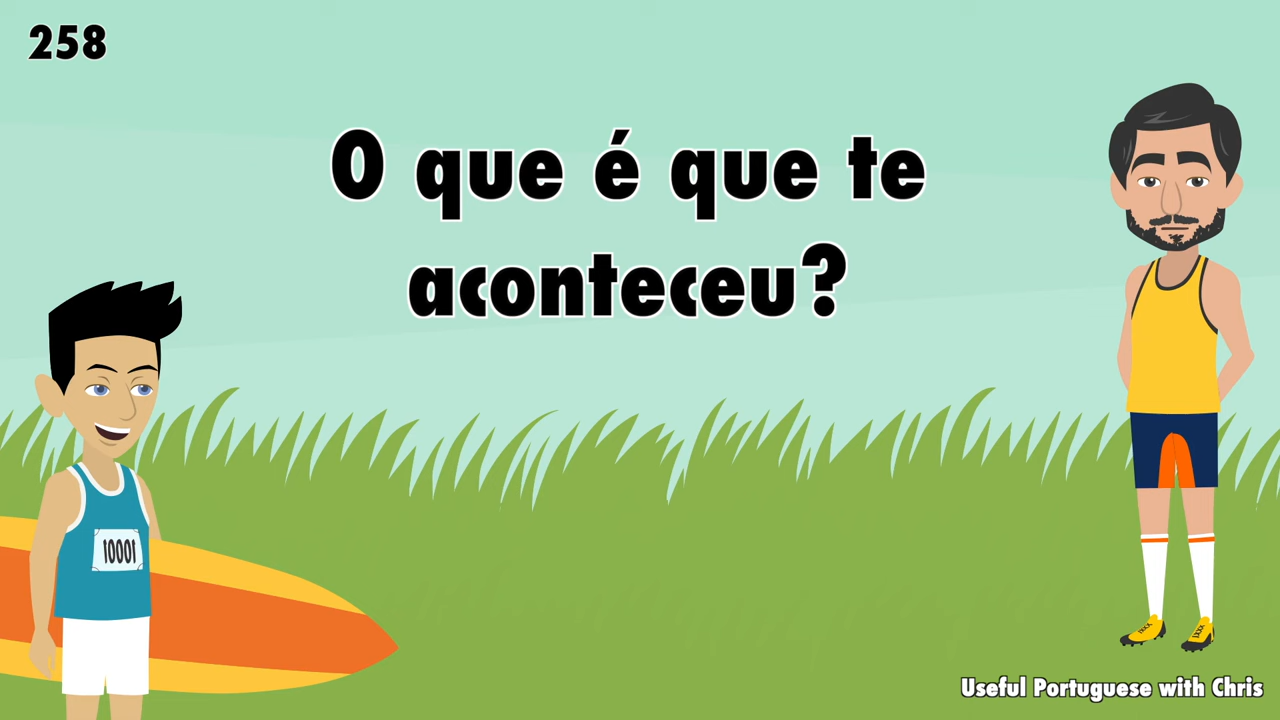 258
O que é que te
aconteceu?
10001
Useful Portuguese with Chris